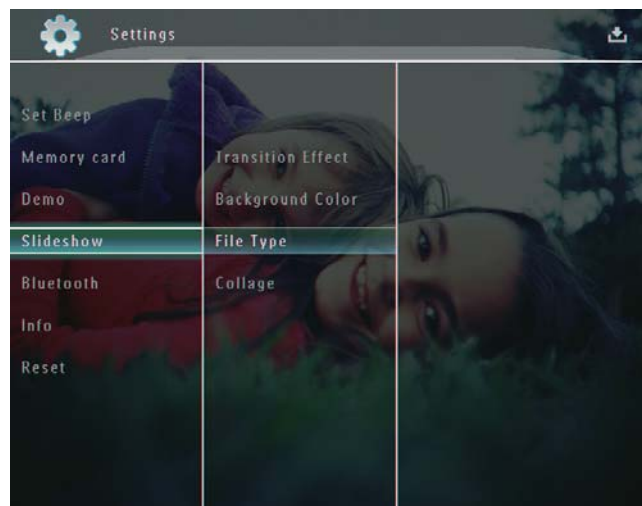 Settings
Set Beep
Memory card
Demo
Slideshow
Bluetooth
Info
Reset
Transition Effect
Background Color
File Type
Collage